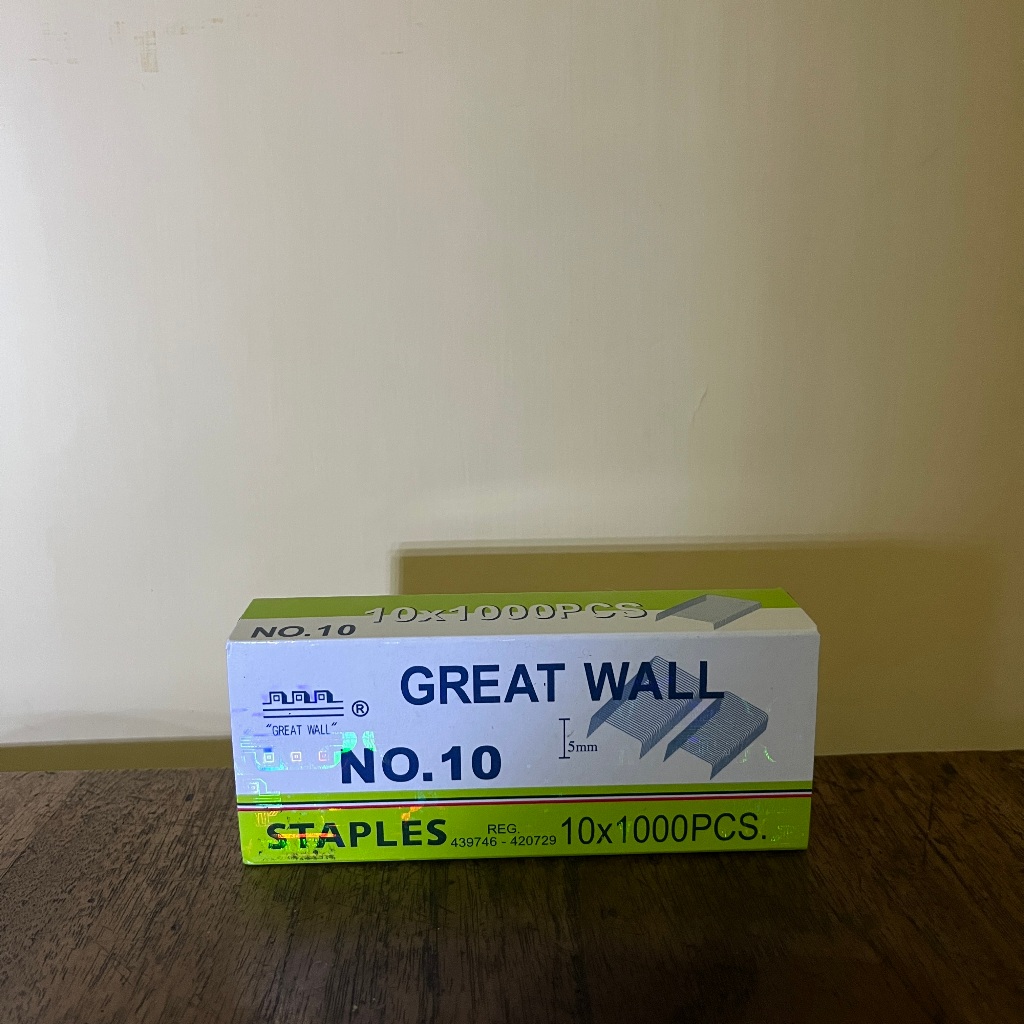 NO.10 10x1000PCS
GREAT WALL
®
"GREAT WALL"
5mm
NO.10
STAPLES REG. 439746 - 420729 10x1000PCS.